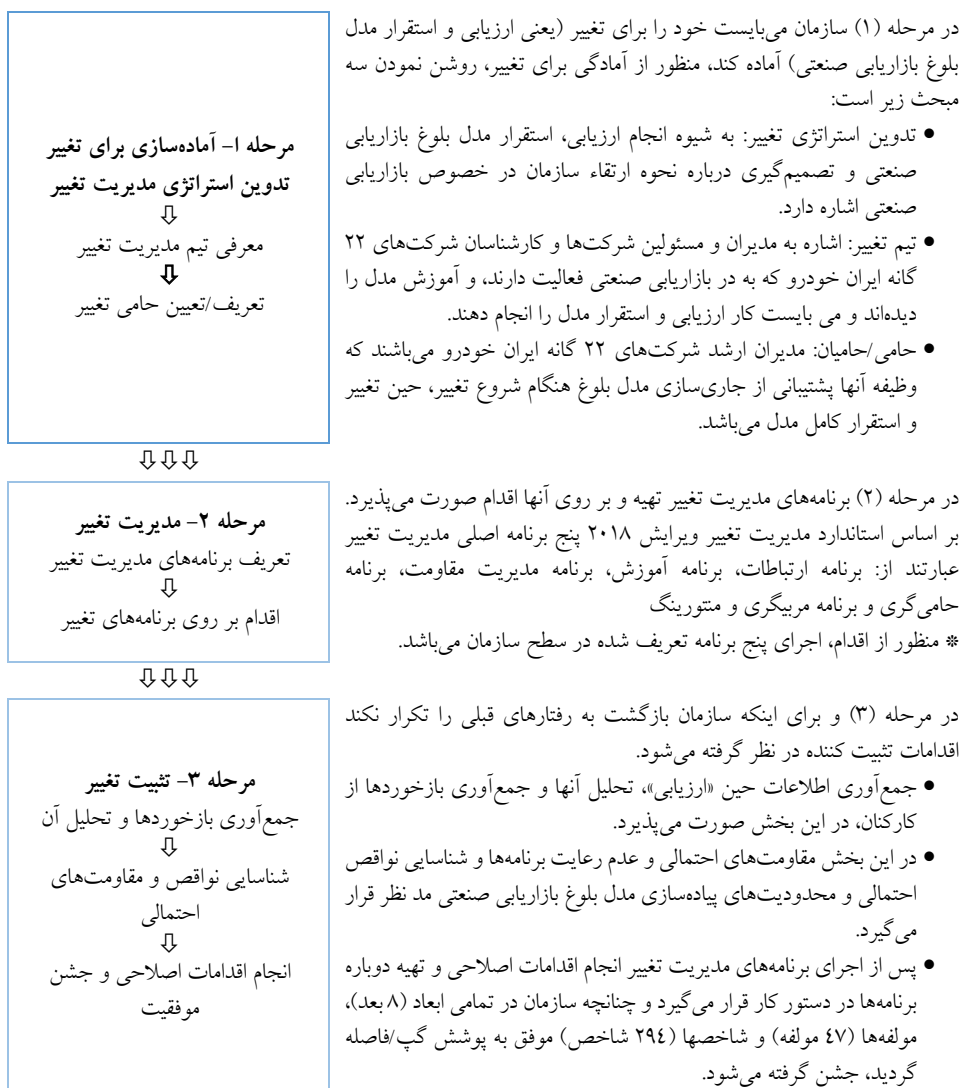 در مرحله (۱) سازمان می‌بایست خود را برای تغییر (یعنی ارزیابی و استقرار مدل
بلوغ بازاریابی صنعتی) آماده کند، منظور از آمادگی برای تغییر، روشن نمودن سه
مبحث زیر است:
• تدوین استراتژی تغییر: به شیوه انجام ارزیابی، استقرار مدل بلوغ بازاریابی
صنعتی و تصمیم‌گیری درباره نحوه ارتقاء سازمان در خصوص بازاریابی
صنعتی اشاره دارد.
• تیم تغییر: اشاره به مدیران و مسئولین شرکت‌ها و کارشناسان شرکت‌های ۲۲
گانه ایران خودرو که به در بازاریابی صنعتی فعالیت دارند، و آموزش مدل را
دیده‌اند و می بایست کار ارزیابی و استقرار مدل را انجام دهند.
• حامی/حامیان: مدیران ارشد شرکت‌های ۲۲ گانه ایران خودرو می‌باشند که
وظیفه آنها پشتیبانی از جاری‌سازی مدل بلوغ هنگام شروع تغییر، حین تغییر
و استقرار کامل مدل می‌باشد.
مرحله ۱- آماده‌سازی برای تغییر
تدوین استراتژی مدیریت تغییر
⇩
معرفی تیم مدیریت تغییر
⇩
تعریف/تعیین حامی تغییر
⇩⇩⇩
در مرحله (۲) برنامه‌های مدیریت تغییر تهیه و بر روی آنها اقدام صورت می‌پذیرد.
بر اساس استاندارد مدیریت تغییر ویرایش ۲۰۱۸ پنج برنامه اصلی مدیریت تغییر
عبارتند از: برنامه ارتباطات، برنامه آموزش، برنامه مدیریت مقاومت، برنامه
حامی‌گری و برنامه مربیگری و منتورینگ
* منظور از اقدام، اجرای پنج برنامه تعریف شده در سطح سازمان می‌باشد.
مرحله ۲- مدیریت تغییر
تعریف برنامه‌های مدیریت تغییر
⇩
اقدام بر روی برنامه‌های تغییر
⇩⇩⇩
در مرحله (۳) و برای اینکه سازمان بازگشت به رفتارهای قبلی را تکرار نکند
اقدامات تثبیت کننده در نظر گرفته می‌شود.
• جمع‌آوری اطلاعات حین «ارزیابی»، تحلیل آنها و جمع‌آوری بازخوردها از
کارکنان، در این بخش صورت می‌پذیرد.
• در این بخش مقاومت‌های احتمالی و عدم رعایت برنامه‌ها و شناسایی نواقص
احتمالی و محدودیت‌های پیاده‌سازی مدل بلوغ بازاریابی صنعتی مد نظر قرار
می‌گیرد.
• پس از اجرای برنامه‌های مدیریت تغییر انجام اقدامات اصلاحی و تهیه دوباره
برنامه‌ها در دستور کار قرار می‌گیرد و چنانچه سازمان در تمامی ابعاد (۸ بعد)،
مولفه‌ها (٤۷ مولفه) و شاخصها (۲۹٤ شاخص) موفق به پوشش گپ/فاصله
گردید، جشن گرفته می‌شود.
مرحله ۳- تثبیت تغییر
جمع‌آوری بازخوردها و تحلیل آن
⇩
شناسایی نواقص و مقاومت‌های
احتمالی
⇩
انجام اقدامات اصلاحی و جشن
موفقیت